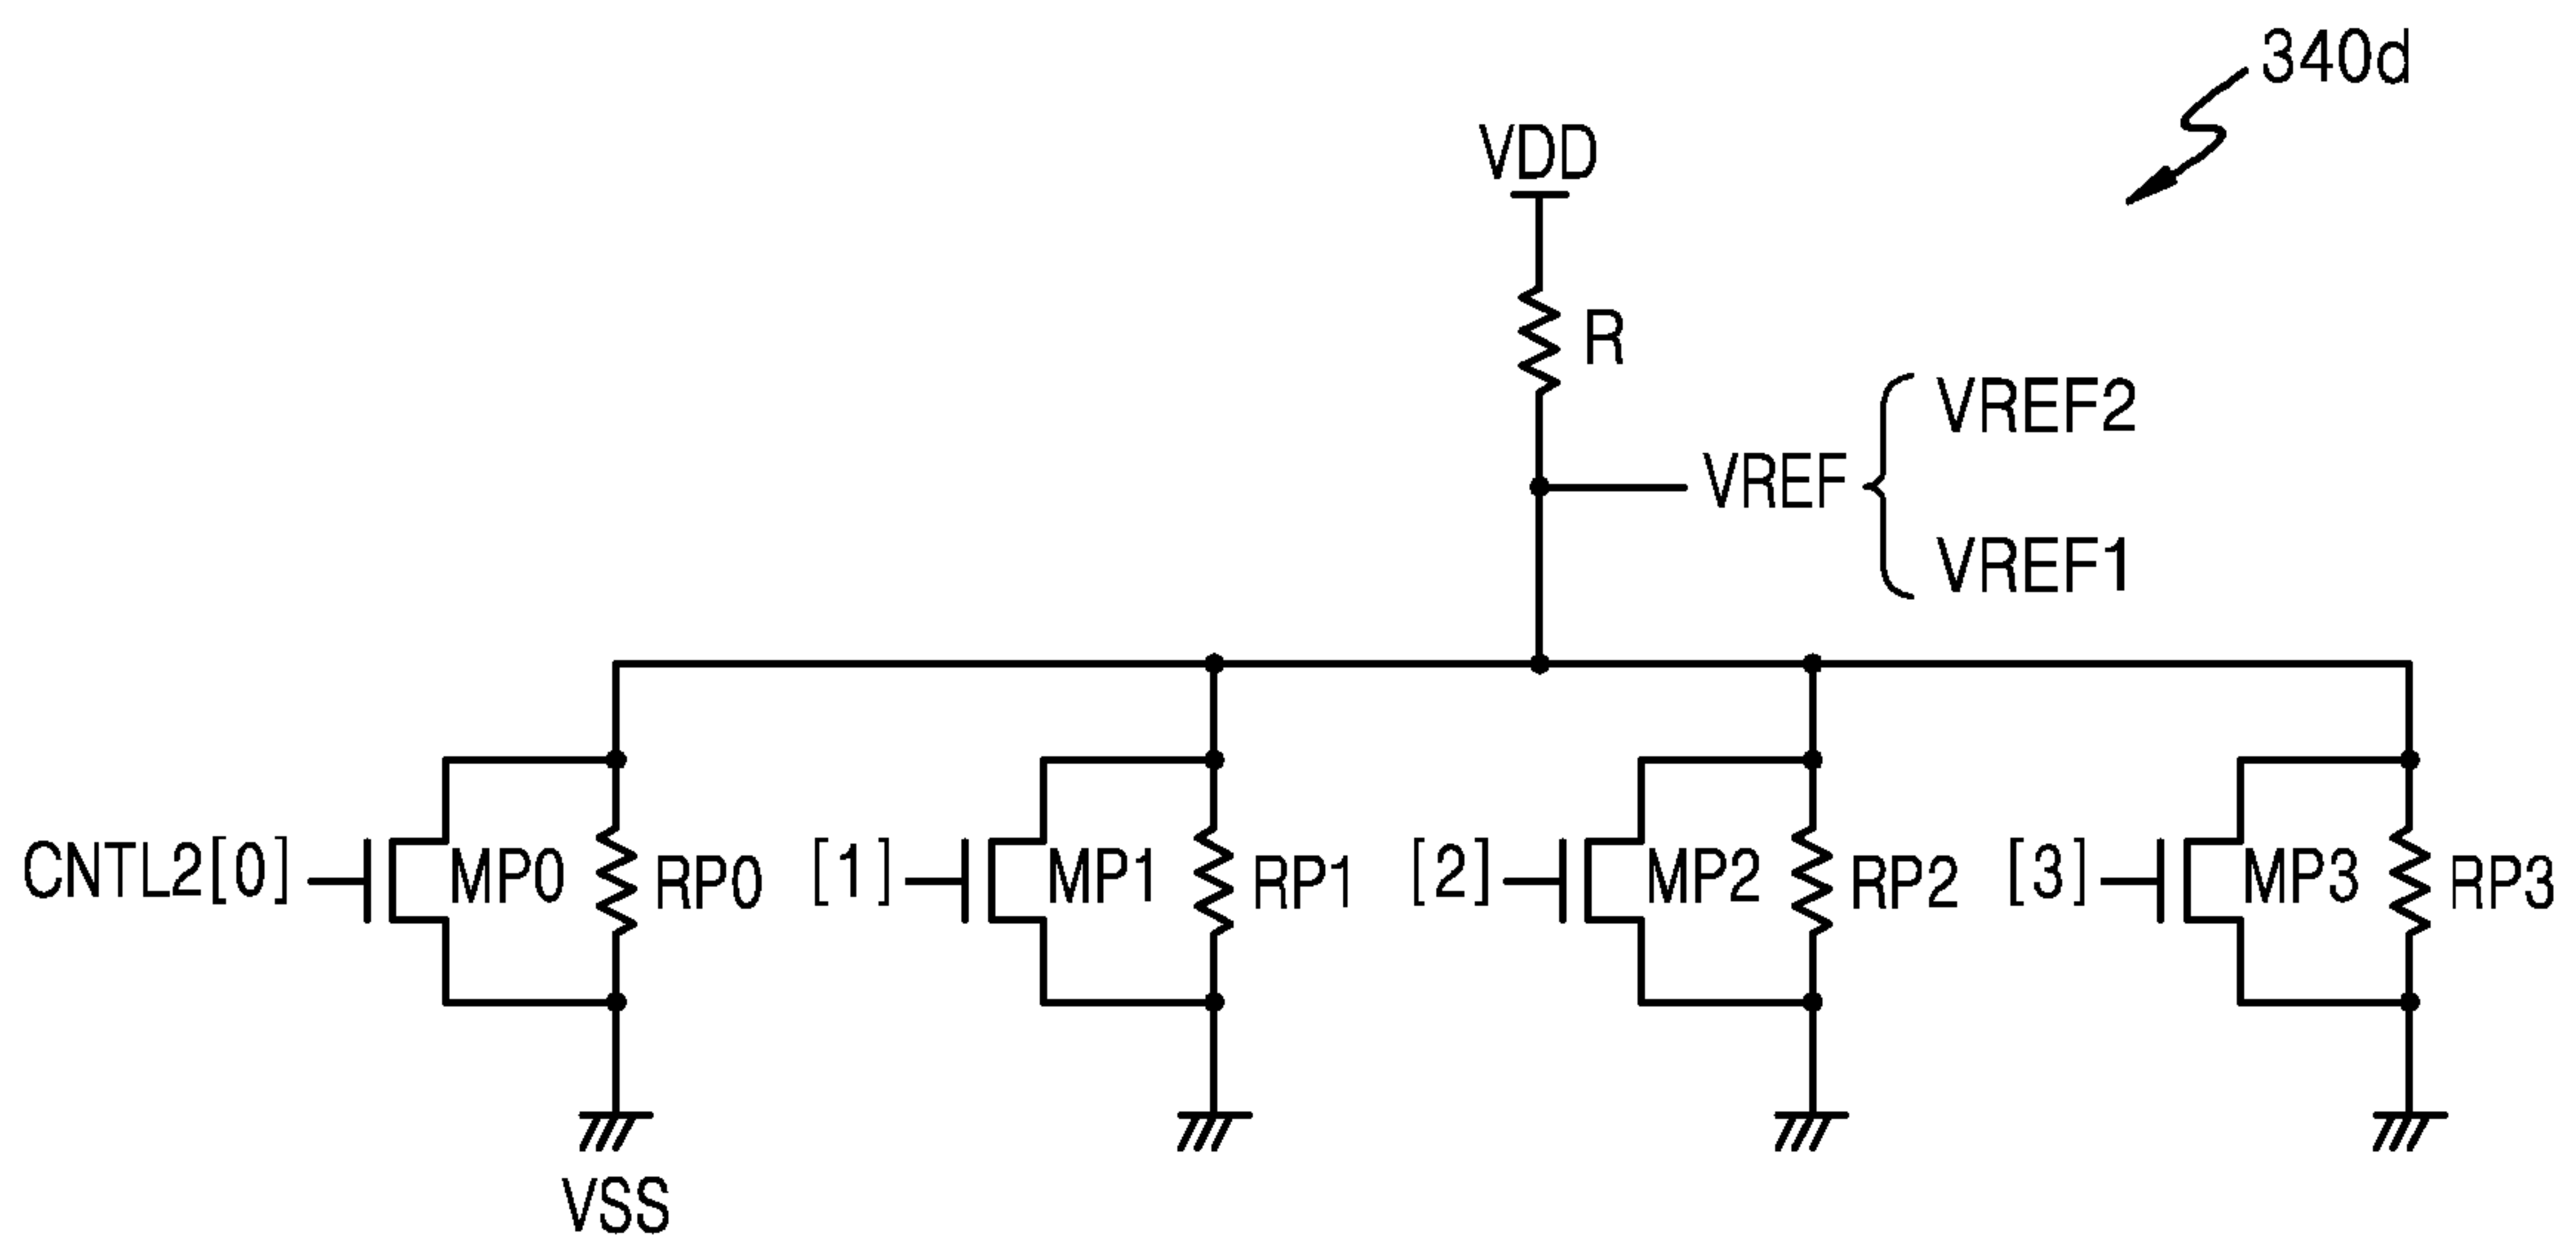 340d
VDD
R
VREF2
VREF
VREF1
CNTL2[0] MP0 RP0 [1] MP1 RP1 [2] MP2 RP2 [3] MP3 RP3
VSS